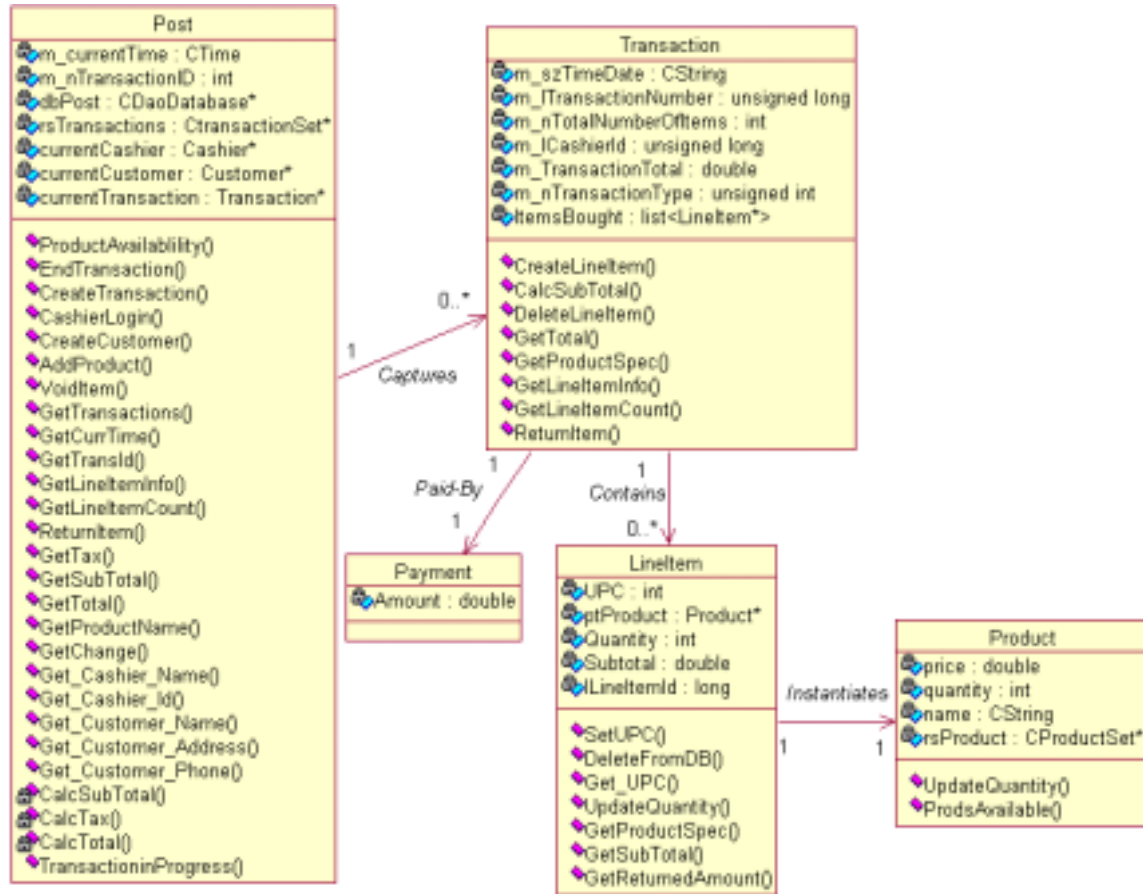 Post
m_currentTime : CTime
m_nTransactionID : int
dbPost : CDaoDatabase*
rsTransactions : CtransactionSet*
currentCashier : Cashier*
currentCustomer : Customer*
currentTransaction : Transaction*
ProductAvailablility()
EndTransaction()
CreateTransaction()
CashierLogin()
CreateCustomer()
AddProduct()
VoidItem()
GetTransactions()
GetCurrTime()
GetTransId()
GetLineItemInfo()
GetLineItemCount()
ReturnItem()
GetTax()
GetSubTotal()
GetTotal()
GetProductName()
GetChange()
Get_Cashier_Name()
Get_Cashier_Id()
Get_Customer_Name()
Get_Customer_Address()
Get_Customer_Phone()
CalcSubTotal()
CalcTax()
CalcTotal()
TransactioninProgress()
1
Captures
0..*
Transaction
m_szTimeDate : CString
m_lTransactionNumber : unsigned long
m_nTotalNumberOfItems : int
m_lCashierId : unsigned long
m_TransactionTotal : double
m_nTransactionType : unsigned int
ItemsBought : list<LineItem*>
CreateLineItem()
CalcSubTotal()
DeleteLineItem()
GetTotal()
GetProductSpec()
GetLineItemInfo()
GetLineItemCount()
ReturnItem()
1
Paid-By
1
1
Contains
0..*
Payment
Amount : double
LineItem
UPC : int
ptProduct : Product*
Quantity : int
Subtotal : double
lLineItemId : long
SetUPC()
DeleteFromDB()
Get_UPC()
UpdateQuantity()
GetProductSpec()
GetSubTotal()
GetReturnedAmount()
Instantiates
1
1
Product
price : double
quantity : int
name : CString
rsProduct : CProductSet*
UpdateQuantity()
ProdsAvailable()